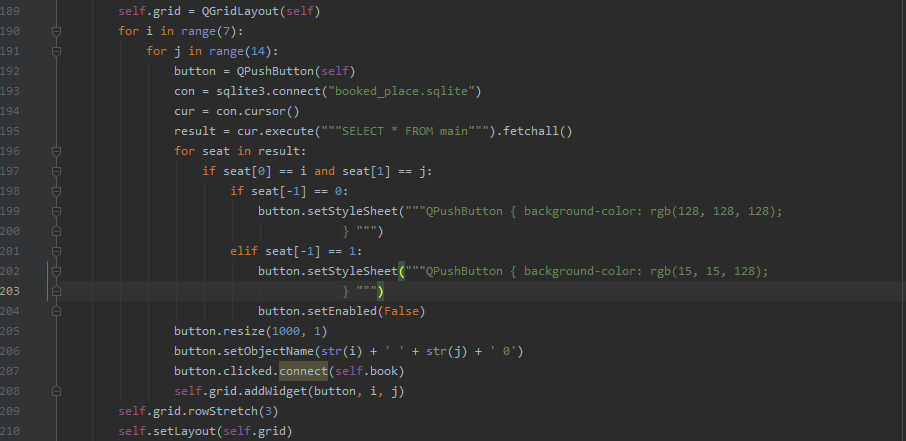 189 self.grid = QGridLayout(self)
190 for i in range(7):
191 for j in range(14):
192 button = QPushButton(self)
193 con = sqlite3.connect("booked_place.sqlite")
194 cur = con.cursor()
195 result = cur.execute("""SELECT * FROM main""").fetchall()
196 for seat in result:
197 if seat[0] == i and seat[1] == j:
198 if seat[-1] == 0:
199 button.setStyleSheet("""QPushButton { background-color: rgb(128, 128, 128);
200 } """)
201 elif seat[-1] == 1:
202 button.setStyleSheet("""QPushButton { background-color: rgb(15, 15, 128);
203 } """)
204 button.setEnabled(False)
205 button.resize(1000, 1)
206 button.setObjectName(str(i) + ' ' + str(j) + ' 0')
207 button.clicked.connect(self.book)
208 self.grid.addWidget(button, i, j)
209 self.grid.rowStretch(3)
210 self.setLayout(self.grid)